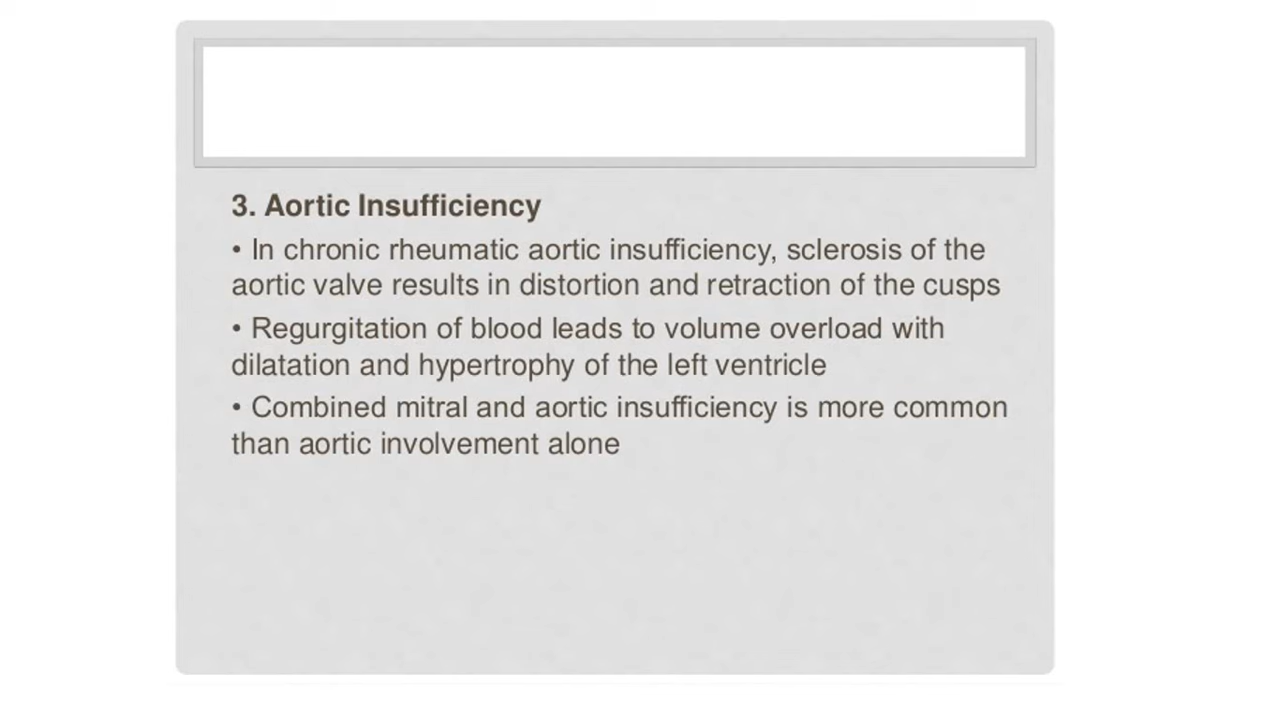 3. Aortic Insufficiency
• In chronic rheumatic aortic insufficiency, sclerosis of the
aortic valve results in distortion and retraction of the cusps
• Regurgitation of blood leads to volume overload with
dilatation and hypertrophy of the left ventricle
• Combined mitral and aortic insufficiency is more common
than aortic involvement alone